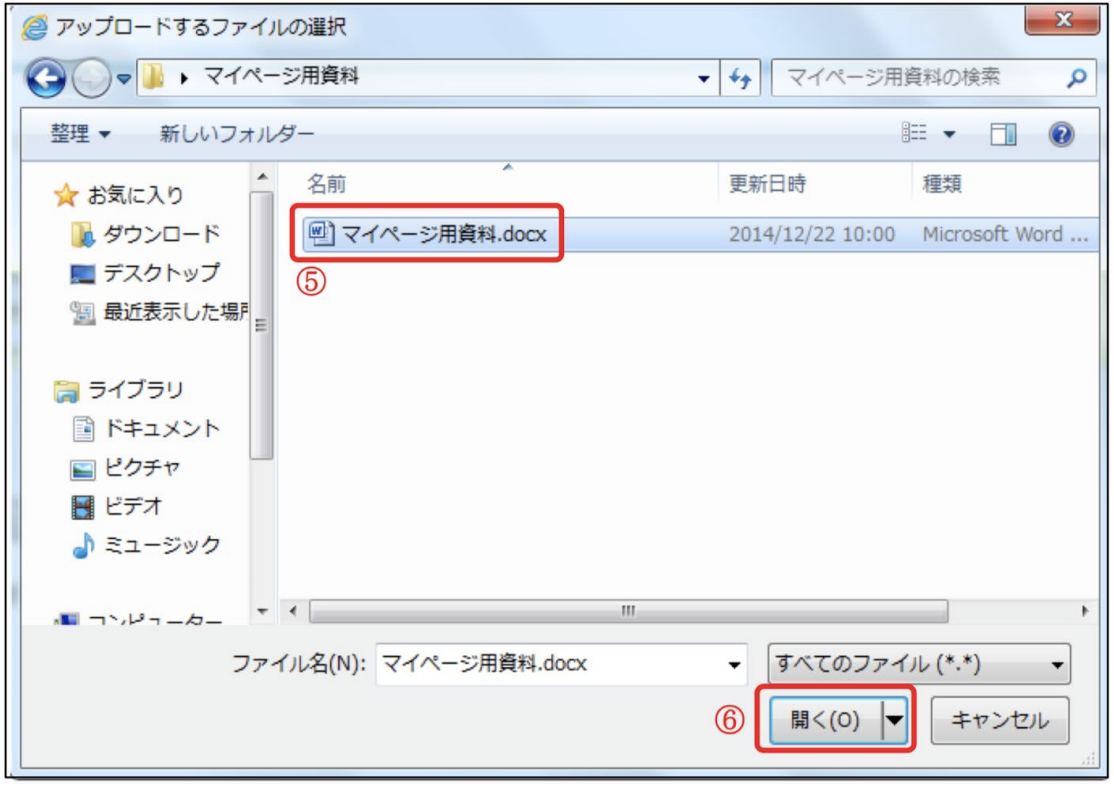 アップロードするファイルの選択
マイページ用資料
マイページ用資料の検索
整理
新しいフォルダー
名前
更新日時
種類
お気に入り
ダウンロード
デスクトップ
最近表示した場所
ライブラリ
ドキュメント
ピクチャ
ビデオ
ミュージック
コンピューター
マイページ用資料.docx
2014/12/22 10:00
Microsoft Word ...
⑤
ファイル名(N):
マイページ用資料.docx
すべてのファイル (*.*)
⑥
開く(O)
キャンセル